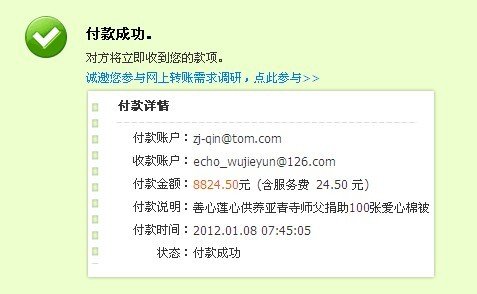 付款成功。
对方将立即收到您的款项。
诚邀您参与网上转账需求调研，点此参与>>
付款详情
付款账户：zj-qin@tom.com
收款账户：echo_wujieyun@126.com
付款金额：8824.50元 (含服务费 24.50 元)
付款说明：善心莲心供养亚青寺师父捐助100张爱心棉被
付款时间：2012.01.08 07:45:05
状态：付款成功